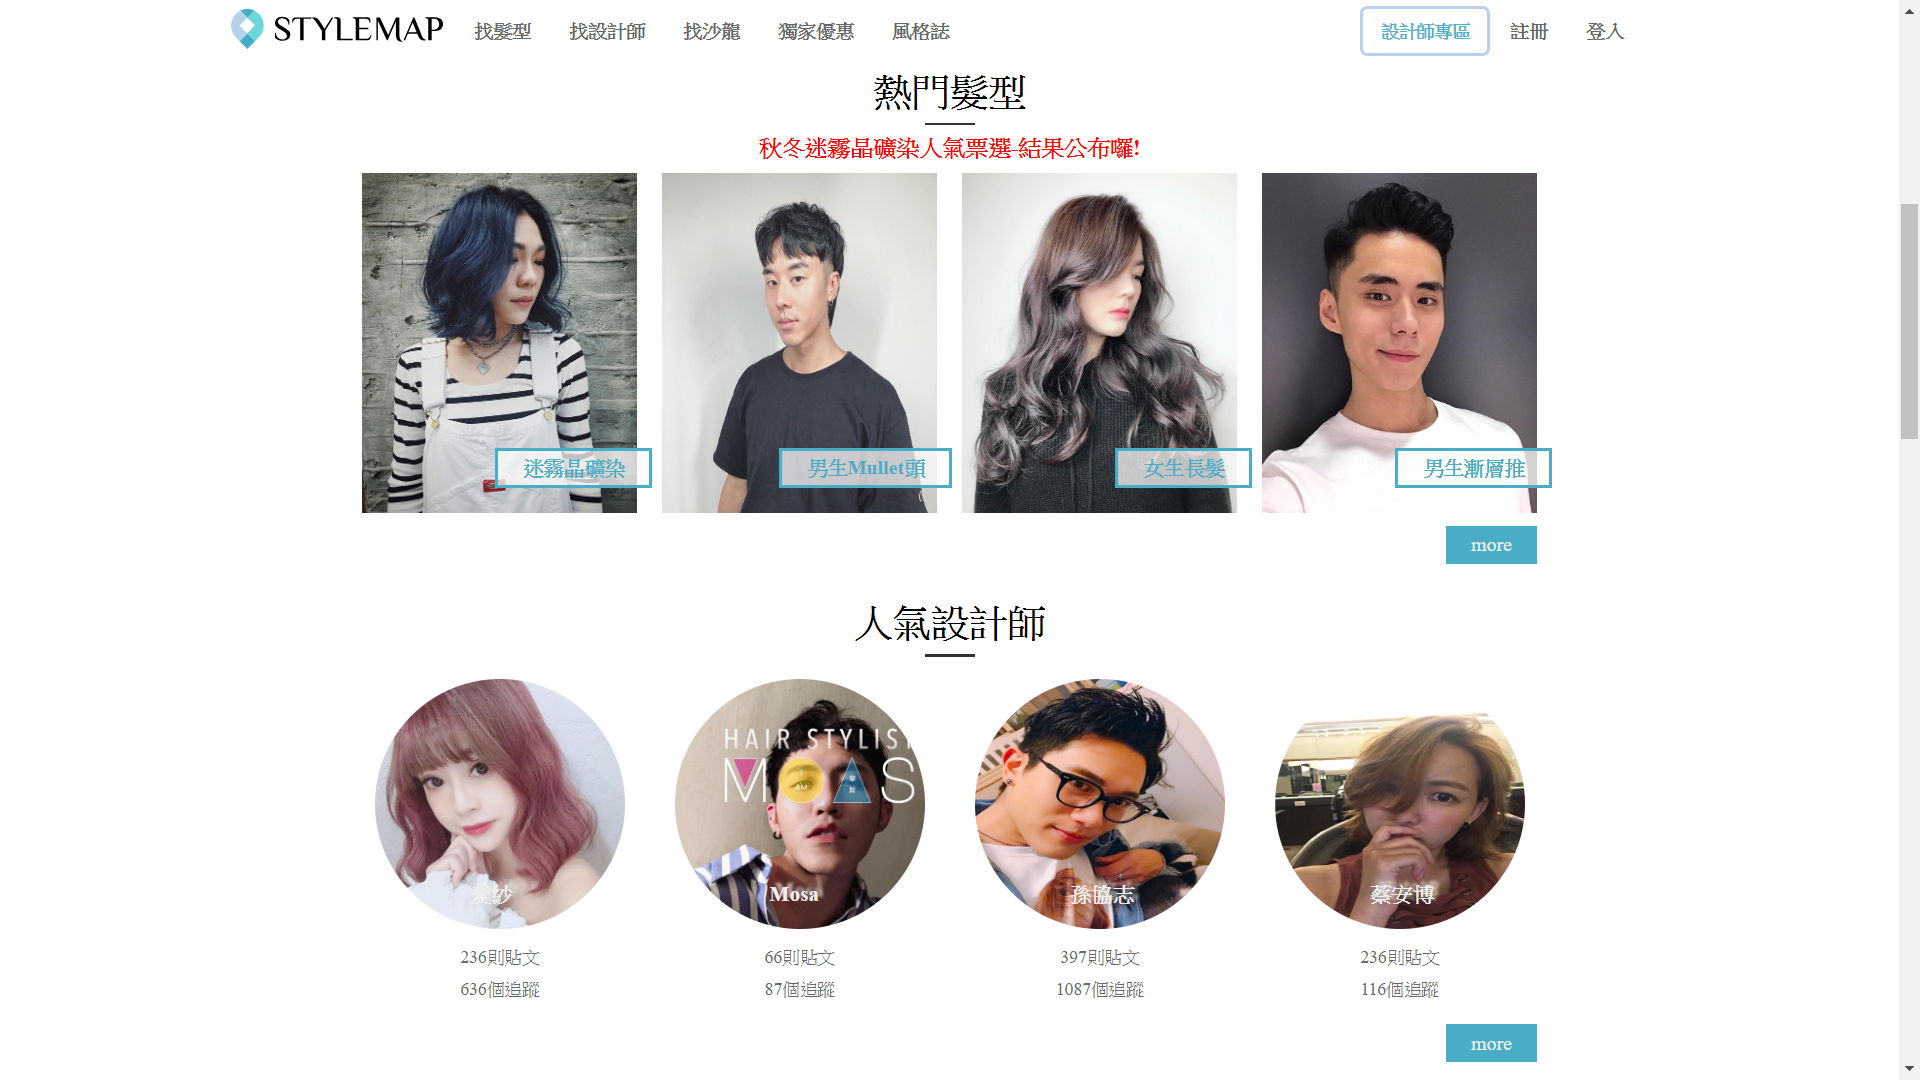 STYLEMAP 找髮型 找設計師 找沙龍 獨家優惠 風格誌 設計師專區 註冊 登入
熱門髮型
秋冬迷霧晶礦染人氣票選-結果公布囉!
迷霧晶礦染 男生Mullet頭 女生長髮 男生漸層推
more
人氣設計師
HAIR STYLIS
MOAS
AM
紗 Mosa 孫協志 蔡安博
236則貼文 66則貼文 397則貼文 236則貼文
636個追蹤 87個追蹤 1087個追蹤 116個追蹤
more